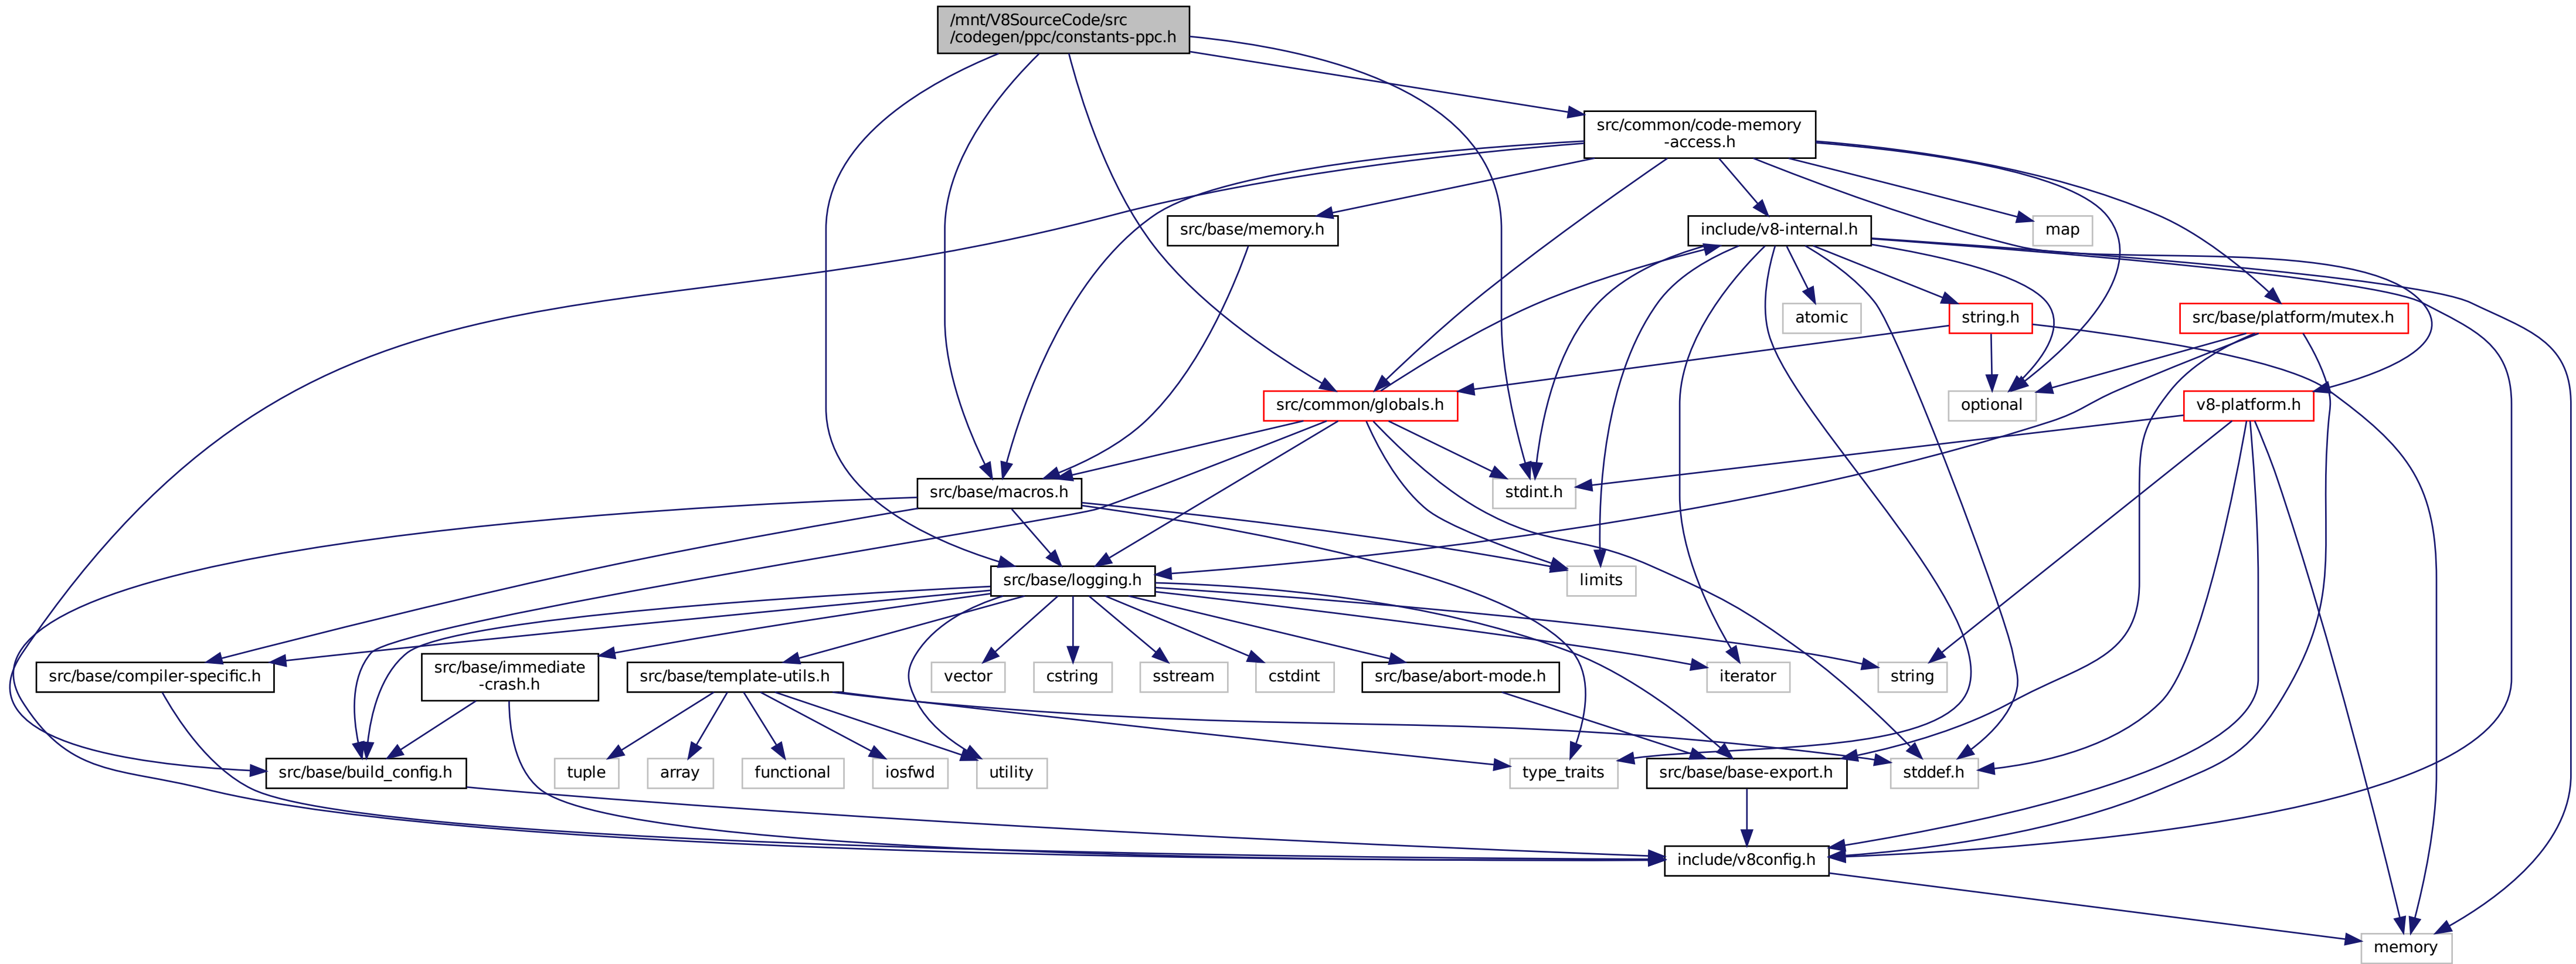 /mnt/V8SourceCode/src
/codegen/ppc/constants-ppc.h
src/common/code-memory
-access.h
src/base/memory.h
include/v8-internal.h
map
atomic
string.h
src/base/platform/mutex.h
src/common/globals.h
optional
v8-platform.h
src/base/macros.h
stdint.h
src/base/logging.h
limits
src/base/compiler-specific.h
src/base/immediate
-crash.h
src/base/template-utils.h
vector
cstring
sstream
cstdint
src/base/abort-mode.h
iterator
string
src/base/build_config.h
tuple
array
functional
iosfwd
utility
type_traits
src/base/base-export.h
stddef.h
include/v8config.h
memory